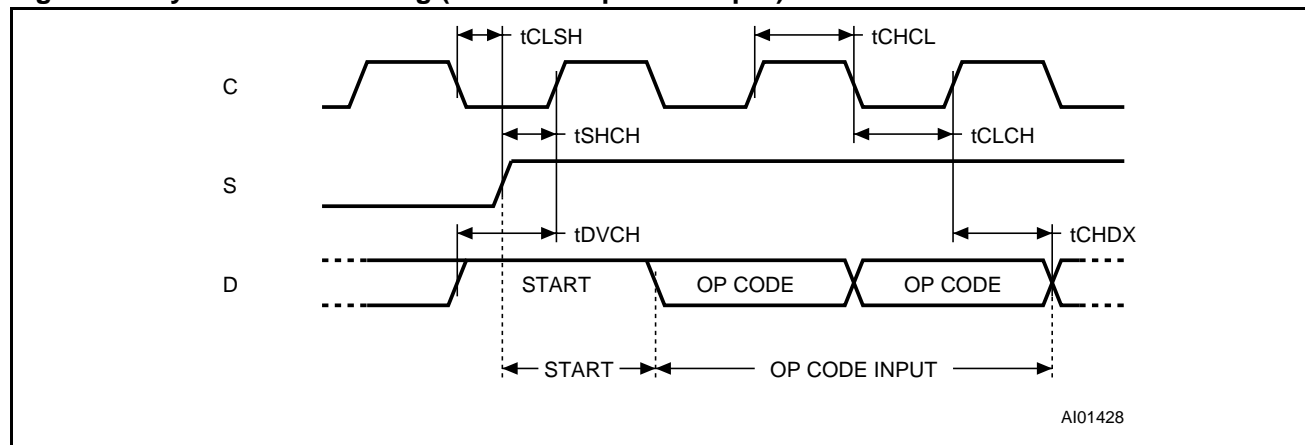 tCLSH
tCHCL
C
tSHCH
tCLCH
S
tDVCH
tCHDX
D
START
OP CODE
OP CODE
START
OP CODE INPUT
AI01428